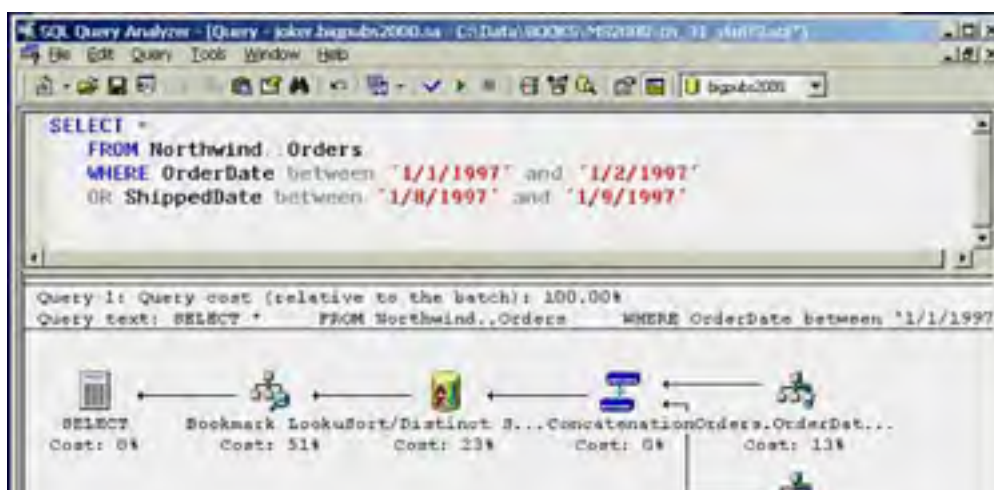 SQL Query Analyzer - [Query - joker.bigpubs2000.sa - C:\Data\BOOKS\
File Edit Query Tools Window Help
bigpubs2000
SELECT *
FROM Northwind..Orders
WHERE OrderDate between '1/1/1997' and '1/2/1997'
OR ShippedDate between '1/8/1997' and '1/9/1997'
Query 1: Query cost (relative to the batch): 100.00%
Query text: SELECT * FROM Northwind..Orders WHERE OrderDate between '1/1/1997
SELECT Bookmark Looku Sort/Distinct S... Concatenation Orders.OrderDat...
Cost: 0% Cost: 51% Cost: 23% Cost: 0% Cost: 13%